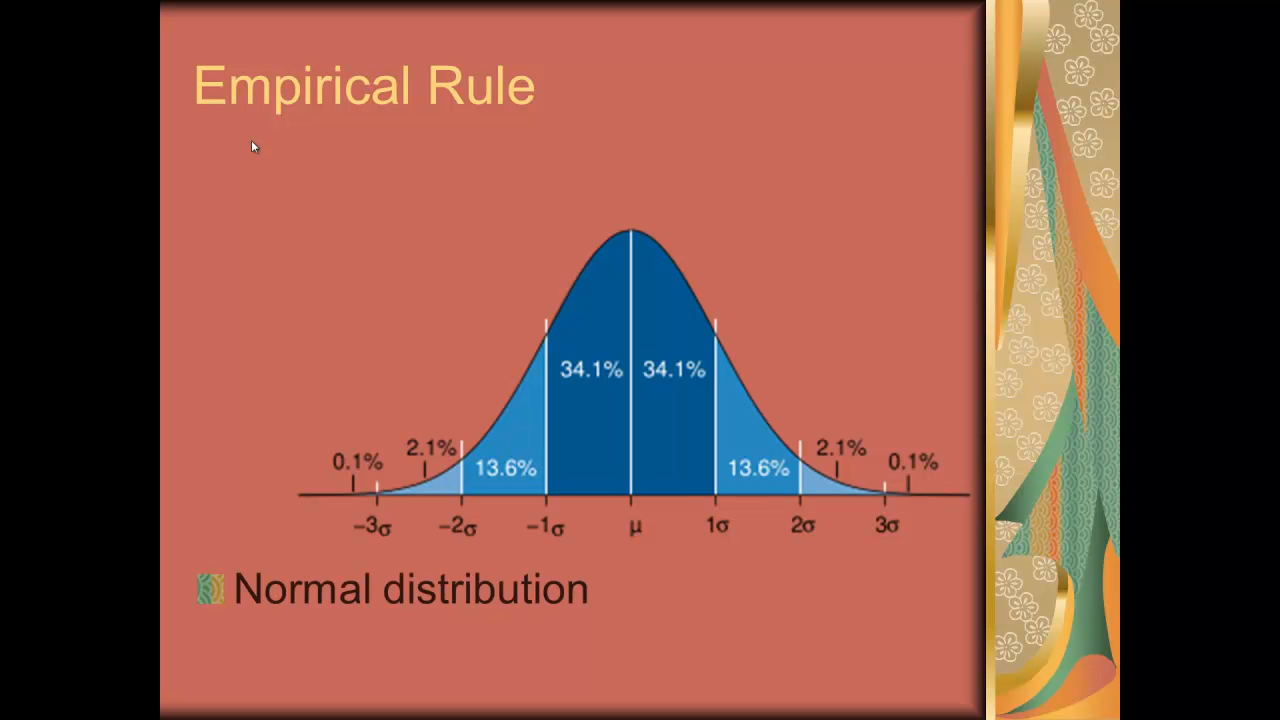 Empirical Rule
34.1% 34.1%
0.1% 2.1% 13.6% 13.6% 2.1% 0.1%
−3σ −2σ −1σ μ 1σ 2σ 3σ
Normal distribution